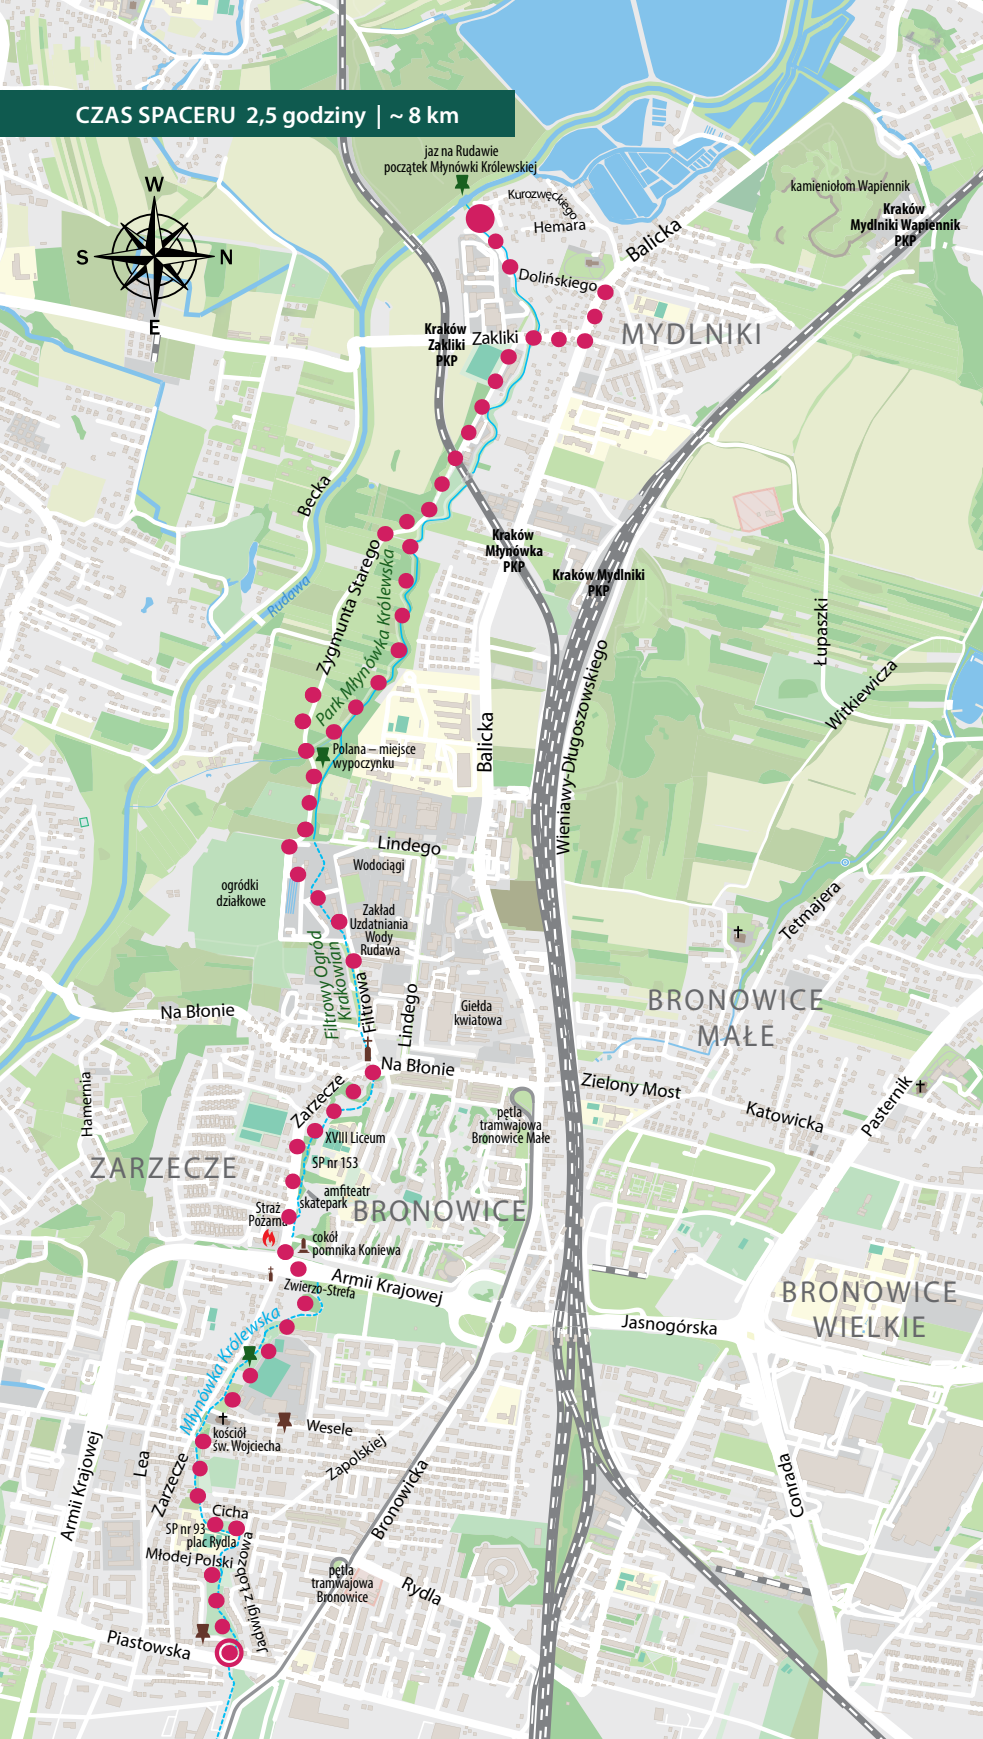 CZAS SPACERU 2,5 godziny | ~ 8 km
jaz na Rudawie
początek Młynówki Królewskiej
W
S
N
E
Kurozwęckiego
Hemara
Balicka
kamieniołom Wapiennik
Kraków
Mydlniki Wapiennik
PKP
Dolińskiego
MYDLNIKI
Kraków
Zakliki
PKP
Zakliki
Becka
Kraków
Młynówka
PKP
Kraków Mydlniki
PKP
Rudawa
Zygmunta Starego
Park Młynówka Królewska
Łupaszki
Witkiewicza
Wieniawy-Długoszowskiego
Balicka
Polana – miejsce
wypoczynku
Lindego
Wodociągi
ogródki
działkowe
Zakład
Uzdatniania
Wody
Rudawa
Tetmajera
Filtrowy Ogród
Krakowian
Filtrowa
Lindego
Giełda
kwiatowa
BRONOWICE
MAŁE
Na Błonie
Na Błonie
Zielony Most
Katowicka
Pasternik
Hamernia
Zarzecze
pętla
tramwajowa
Bronowice Małe
XVIII Liceum
SP nr 153
ZARZECZE
amfiteatr
skatepark
BRONOWICE
Straż
Pożarna
cokół
pomnika Koniewa
Armii Krajowej
Zwierzo-Strefa
BRONOWICE
WIELKIE
Jasnogórska
Młynówka Królewska
kościół
św. Wojciecha
Wesele
Zapolskiej
Armii Krajowej
Lea
Zarzecze
Bronowicka
Conrada
Cicha
SP nr 93
plac Rydla
Młodej Polski
Jadwigi z Łobzowa
pętla
tramwajowa
Bronowice
Rydla
Piastowska